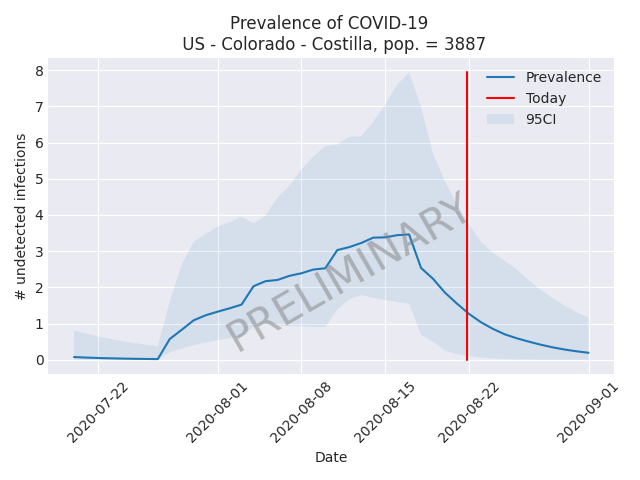 Prevalence of COVID-19
US - Colorado - Costilla, pop. = 3887
8
7
6
5
4
3
2
1
0
# undetected infections
Prevalence
Today
95CI
PRELIMINARY
2020-07-22
2020-08-01
2020-08-08
2020-08-15
2020-08-22
2020-09-01
Date